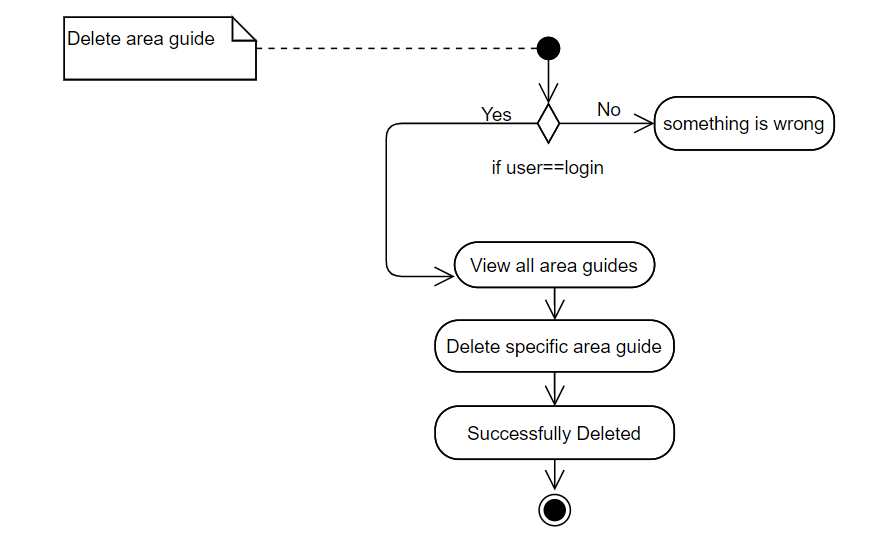 Delete area guide
Yes
No
something is wrong
if user==login
View all area guides
Delete specific area guide
Successfully Deleted